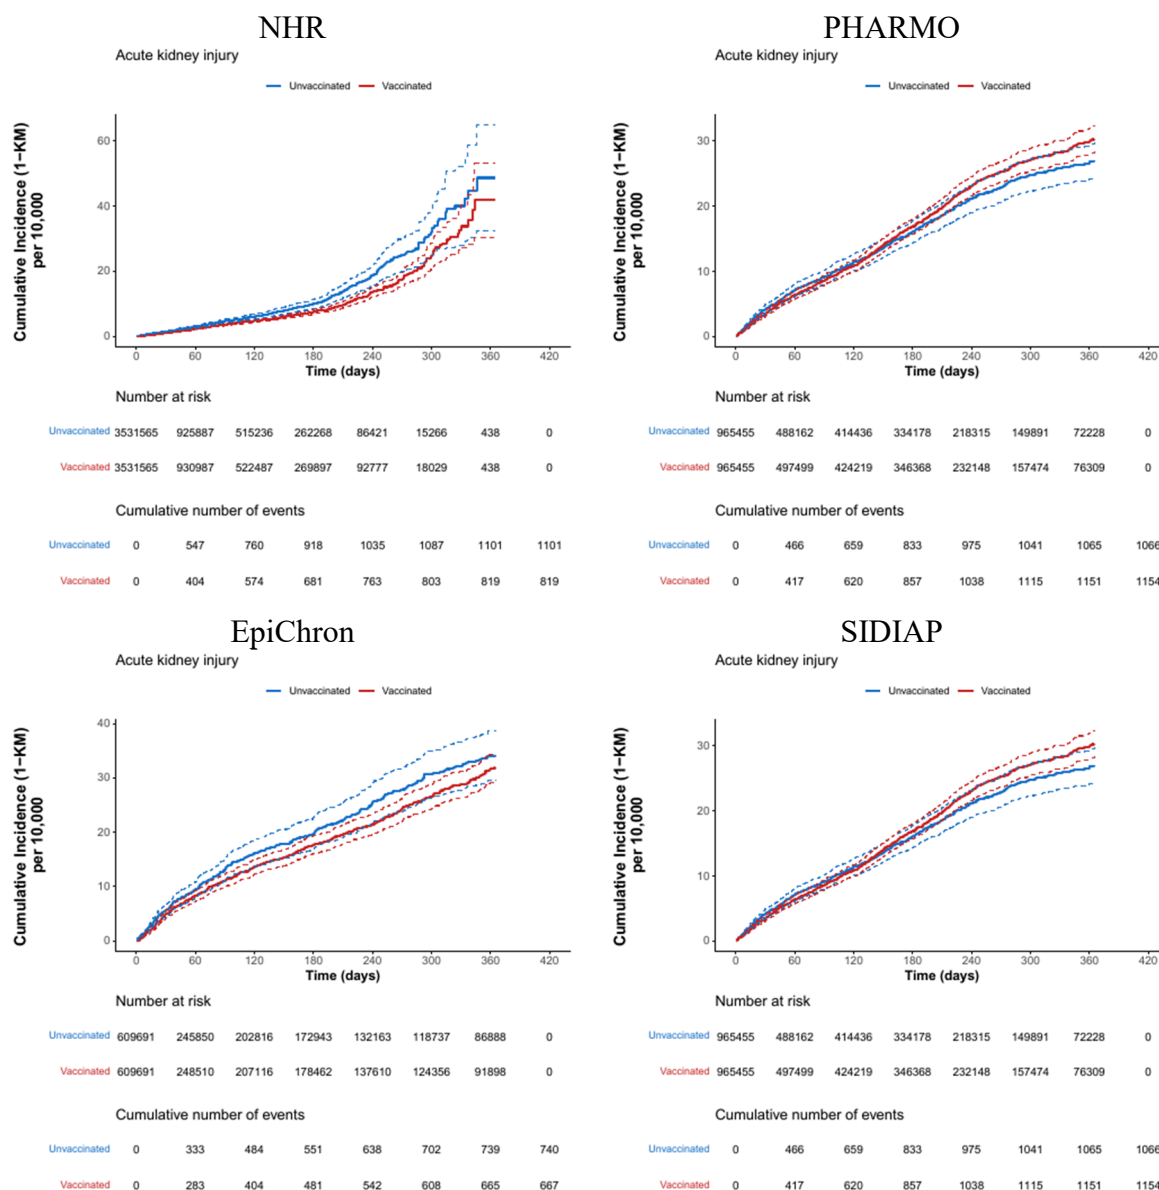 NHR
Acute kidney injury
Unvaccinated Vaccinated
Cumulative Incidence (1−KM)
per 10,000
60
40
20
0
0 60 120 180 240 300 360 420
Time (days)
Number at risk
Unvaccinated 3531565 925887 515236 262268 86421 15266 438 0
Vaccinated 3531565 930987 522487 269897 92777 18029 438 0
Cumulative number of events
Unvaccinated 0 547 760 918 1035 1087 1101 1101
Vaccinated 0 404 574 681 763 803 819 819
PHARMO
Acute kidney injury
Unvaccinated Vaccinated
Cumulative Incidence (1−KM)
per 10,000
30
20
10
0
0 60 120 180 240 300 360 420
Time (days)
Number at risk
Unvaccinated 965455 488162 414436 334178 218315 149891 72228 0
Vaccinated 965455 497499 424219 346368 232148 157474 76309 0
Cumulative number of events
Unvaccinated 0 466 659 833 975 1041 1065 1066
Vaccinated 0 417 620 857 1038 1115 1151 1154
EpiChron
Acute kidney injury
Unvaccinated Vaccinated
Cumulative Incidence (1−KM)
per 10,000
40
30
20
10
0
0 60 120 180 240 300 360 420
Time (days)
Number at risk
Unvaccinated 609691 245850 202816 172943 132163 118737 86888 0
Vaccinated 609691 248510 207116 178462 137610 124356 91898 0
Cumulative number of events
Unvaccinated 0 333 484 551 638 702 739 740
Vaccinated 0 283 404 481 542 608 665 667
SIDIAP
Acute kidney injury
Unvaccinated Vaccinated
Cumulative Incidence (1−KM)
per 10,000
30
20
10
0
0 60 120 180 240 300 360 420
Time (days)
Number at risk
Unvaccinated 965455 488162 414436 334178 218315 149891 72228 0
Vaccinated 965455 497499 424219 346368 232148 157474 76309 0
Cumulative number of events
Unvaccinated 0 466 659 833 975 1041 1065 1066
Vaccinated 0 417 620 857 1038 1115 1151 1154